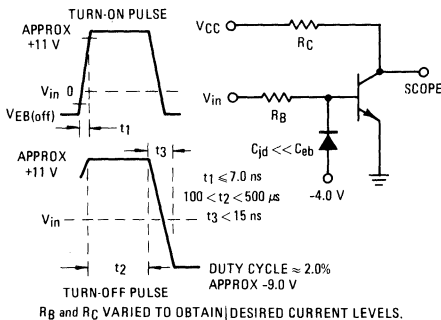 TURN-ON PULSE
APPROX
+11 V
Vin 0
VEB(off)
t1
t3
APPROX
+11 V
Vin
t2
TURN-OFF PULSE
t1 ⩽ 7.0 ns
100 < t2 < 500 μs
t3 < 15 ns
DUTY CYCLE ≈ 2.0%
APPROX -9.0 V
VCC
RC
SCOPE
Vin
RB
Cjd << Ceb
-4.0 V
RB and RC VARIED TO OBTAIN DESIRED CURRENT LEVELS.